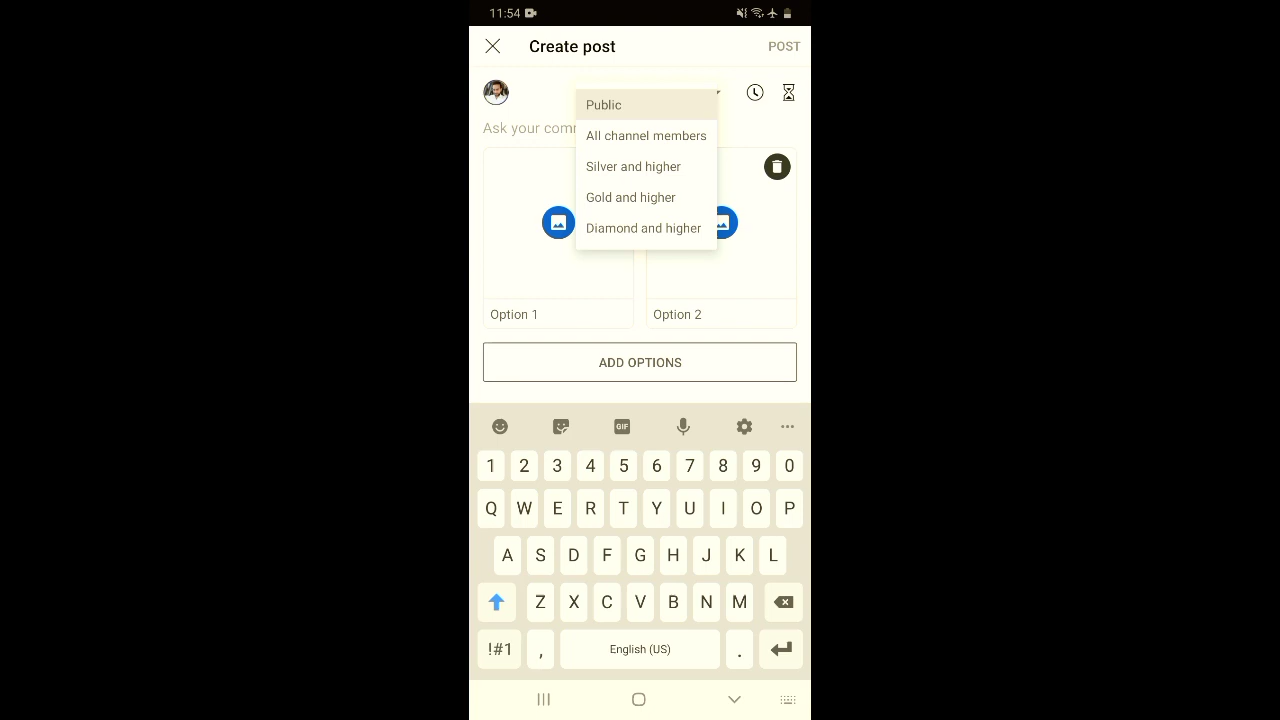 11:54
Create post
POST
Public
Ask your com
All channel members
Silver and higher
Gold and higher
Diamond and higher
Option 1
Option 2
ADD OPTIONS
GIF
1 2 3 4 5 6 7 8 9 0
Q W E R T Y U I O P
A S D F G H J K L
Z X C V B N M
!#1 , English (US) .